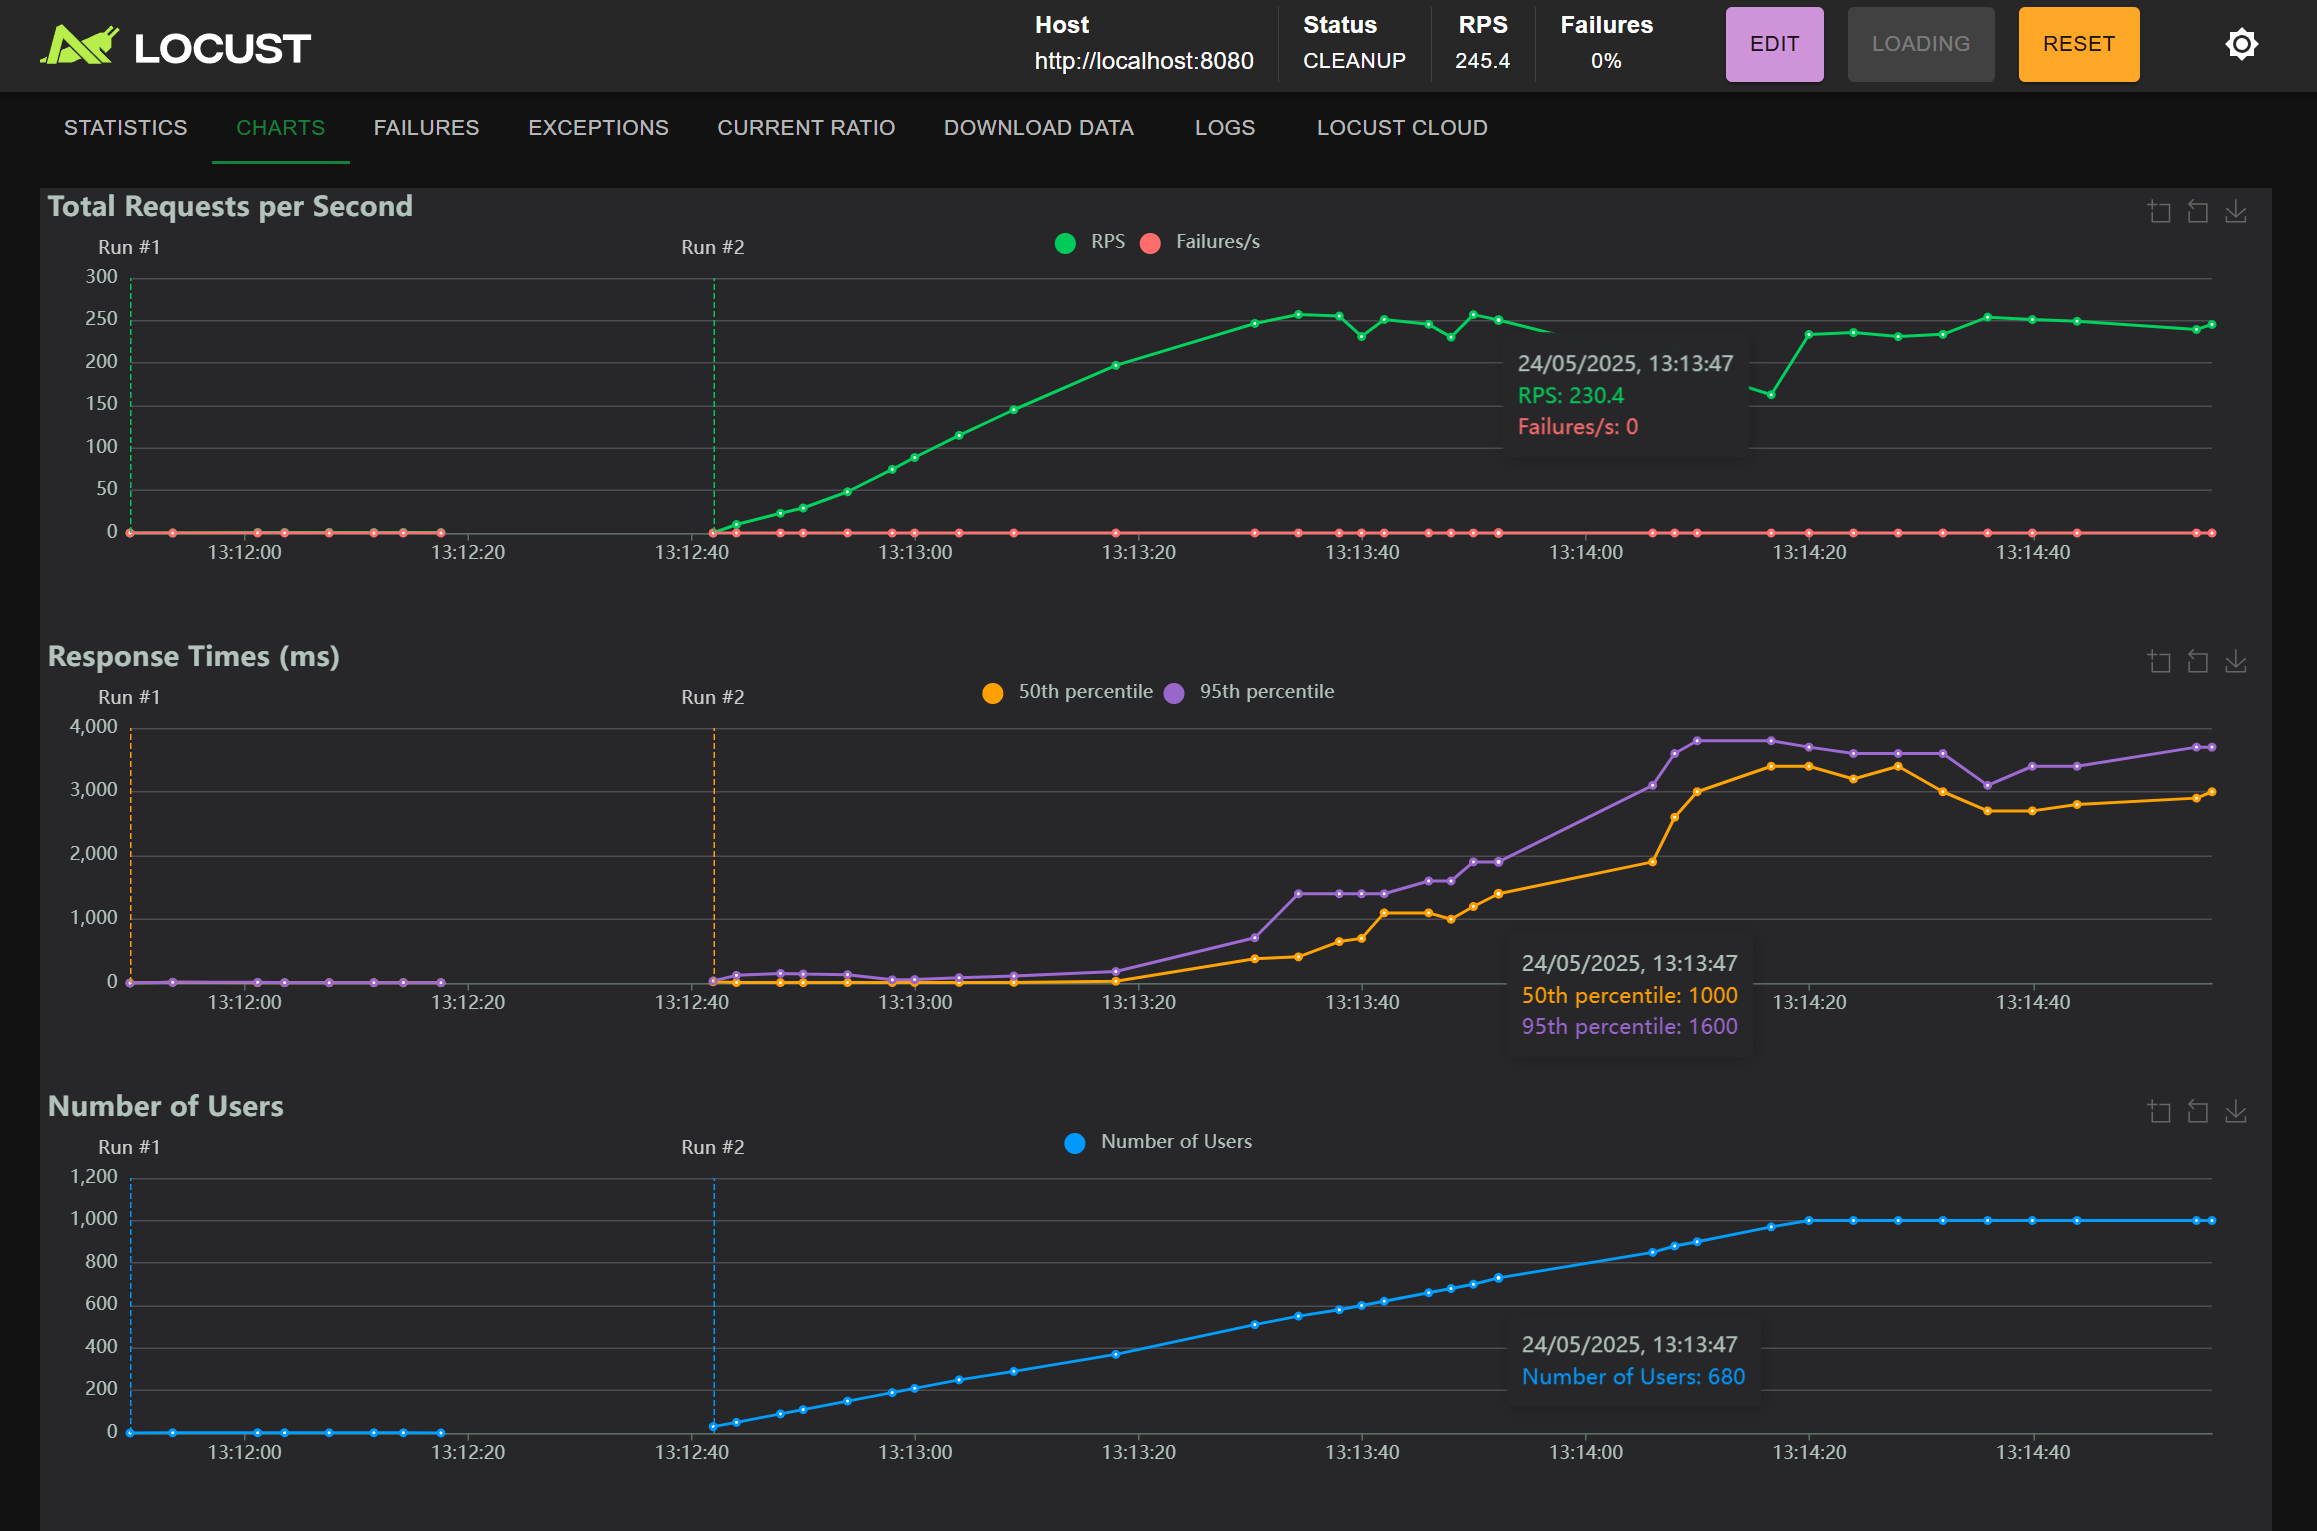 LOCUST
Host
http://localhost:8080
Status
CLEANUP
RPS
245.4
Failures
0%
EDIT
LOADING
RESET
STATISTICS CHARTS FAILURES EXCEPTIONS CURRENT RATIO DOWNLOAD DATA LOGS LOCUST CLOUD
Total Requests per Second
Run #1 Run #2 RPS Failures/s
300
250
200
150
100
50
0
24/05/2025, 13:13:47
RPS: 230.4
Failures/s: 0
13:12:00 13:12:20 13:12:40 13:13:00 13:13:20 13:13:40 13:14:00 13:14:20 13:14:40
Response Times (ms)
Run #1 Run #2 50th percentile 95th percentile
4,000
3,000
2,000
1,000
0
24/05/2025, 13:13:47
50th percentile: 1000
95th percentile: 1600
13:12:00 13:12:20 13:12:40 13:13:00 13:13:20 13:13:40 13:14:20 13:14:40
Number of Users
Run #1 Run #2 Number of Users
1,200
1,000
800
600
400
200
0
24/05/2025, 13:13:47
Number of Users: 680
13:12:00 13:12:20 13:12:40 13:13:00 13:13:20 13:13:40 13:14:00 13:14:20 13:14:40